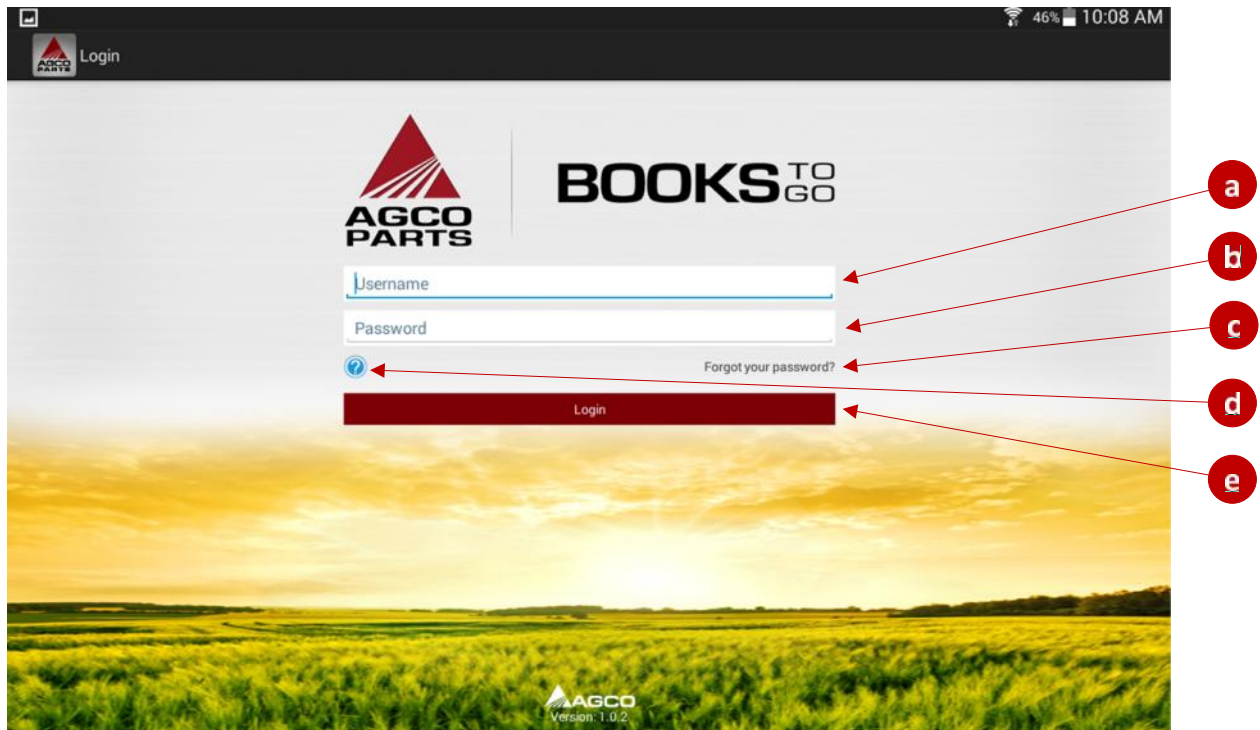 46% 10:08 AM
AGCO PARTS Login
AGCO
PARTS
BOOKS TO GO
a
Username
b
Password
c
? Forgot your password?
d
Login
e
AGCO
Version: 1.0.2